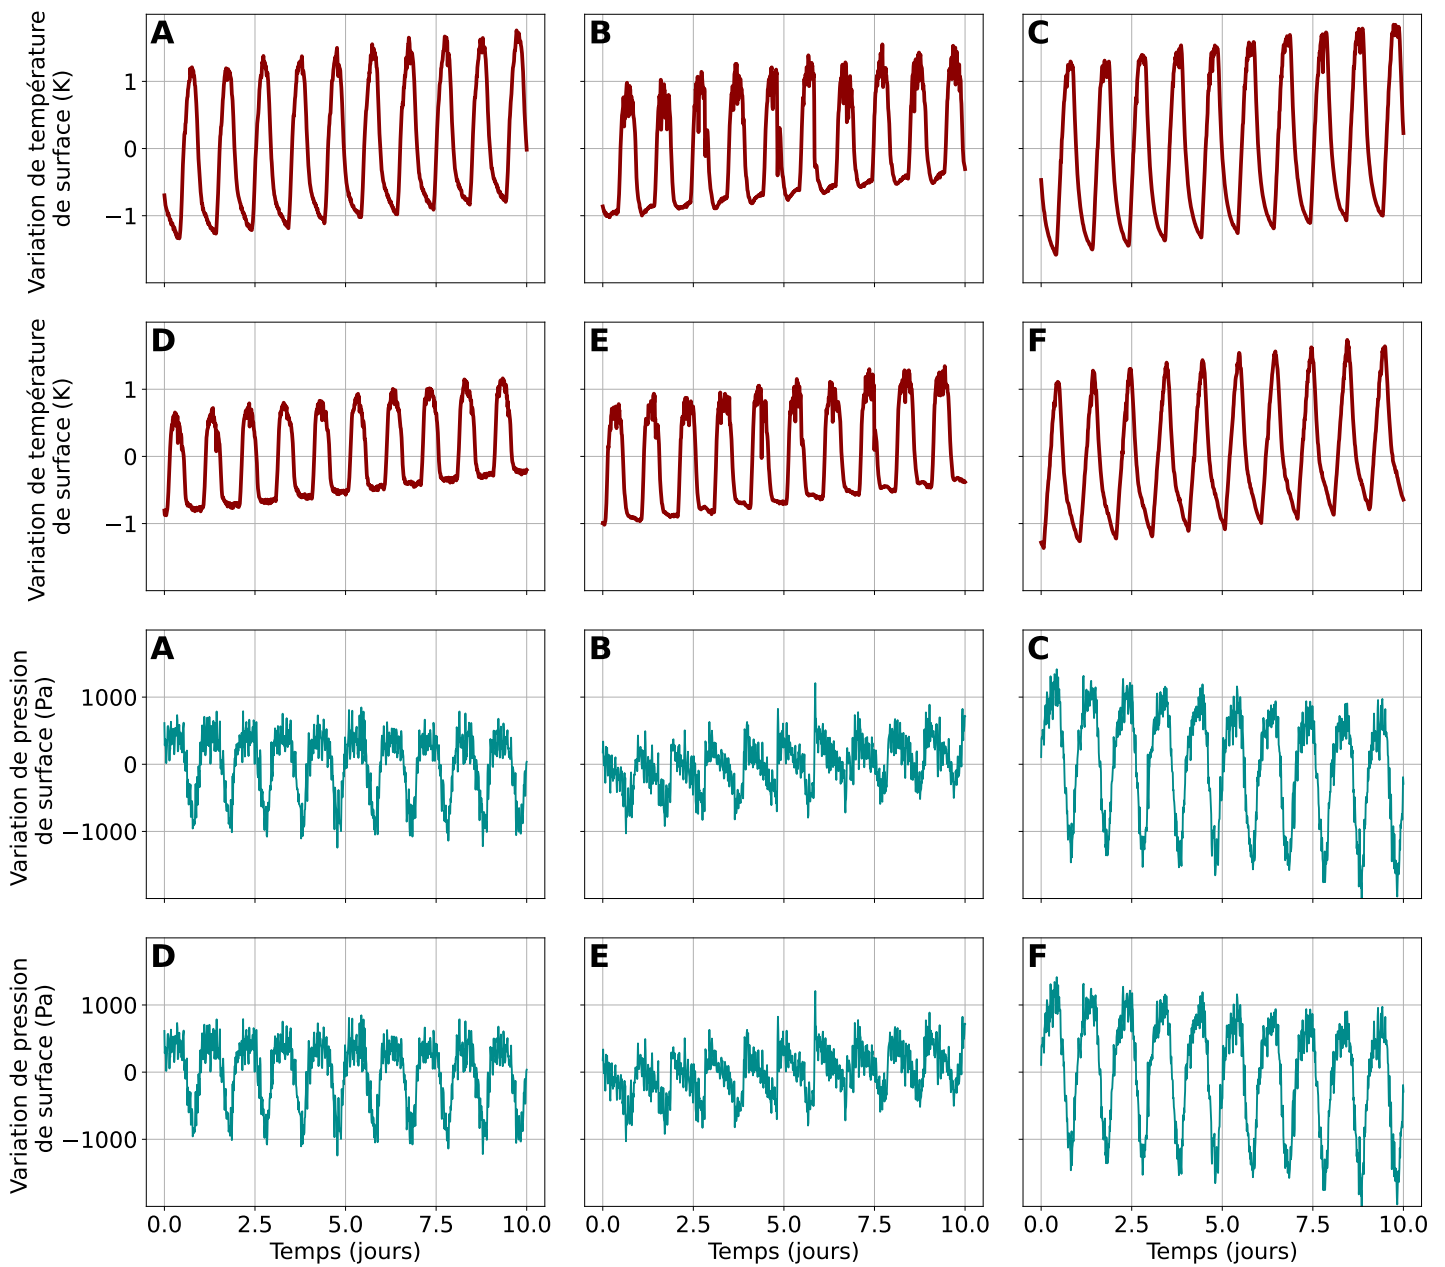 Variation de température
de surface (K)
A
B
C
1
0
−1
Variation de température
de surface (K)
D
E
F
1
0
−1
Variation de pression
de surface (Pa)
A
B
C
1000
0
−1000
Variation de pression
de surface (Pa)
D
E
F
1000
0
−1000
0.0 2.5 5.0 7.5 10.0
0.0 2.5 5.0 7.5 10.0
0.0 2.5 5.0 7.5 10.0
Temps (jours)
Temps (jours)
Temps (jours)